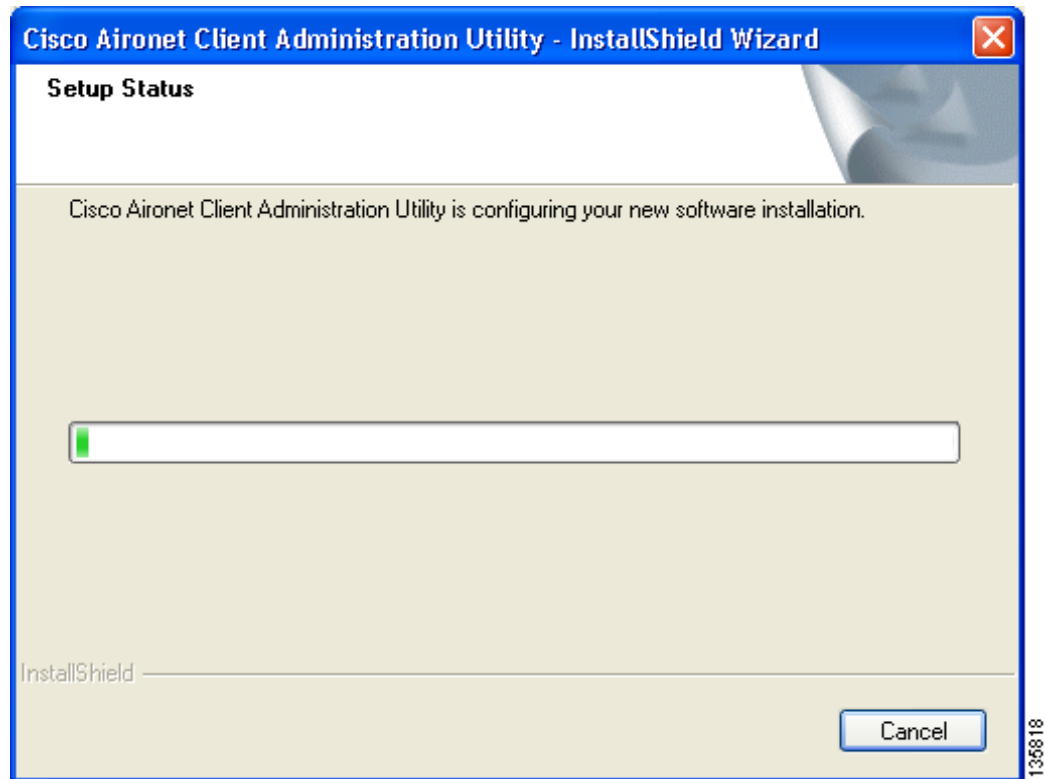 Cisco Aironet Client Administration Utility - InstallShield Wizard
Setup Status
Cisco Aironet Client Administration Utility is configuring your new software installation.
InstallShield
Cancel
135818